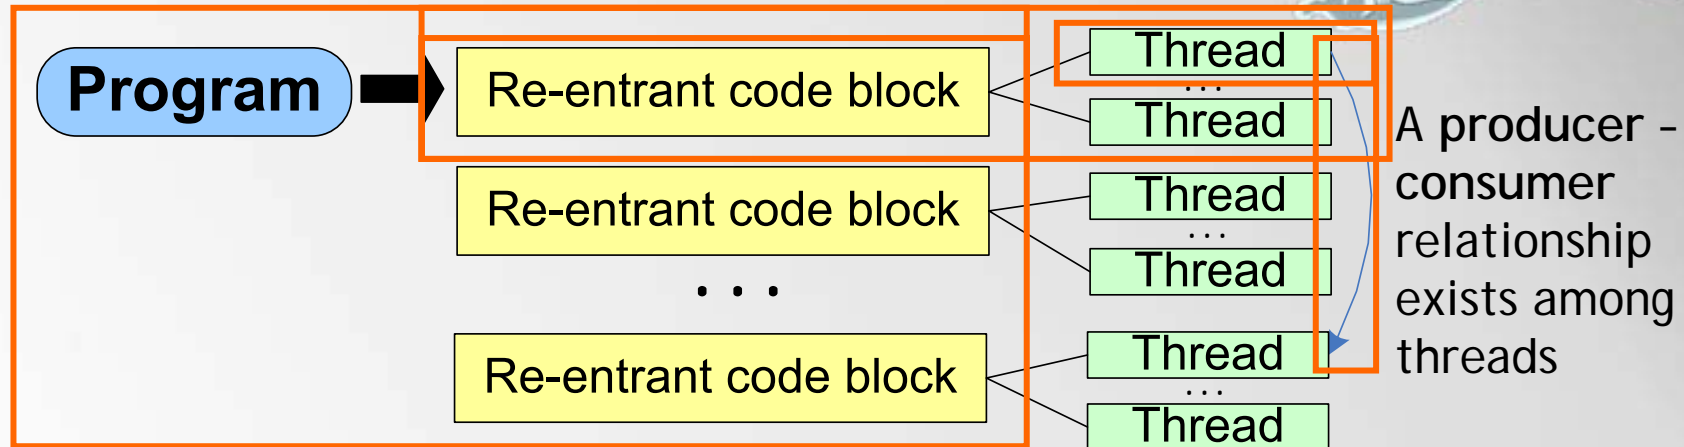 Program
Re-entrant code block
Thread
...
Thread
Re-entrant code block
Thread
...
Thread
...
Re-entrant code block
Thread
...
Thread
A producer -
consumer
relationship
exists among
threads